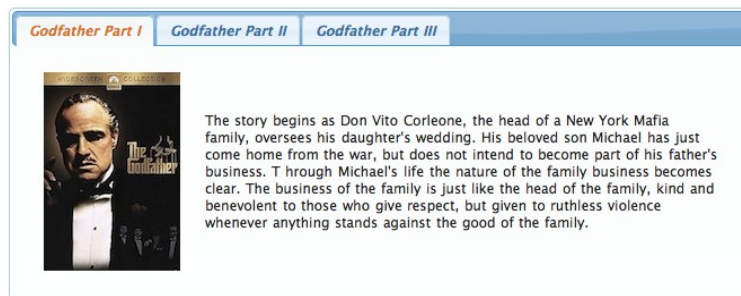 Godfather Part I
Godfather Part II
Godfather Part III
WIDESCREEN COLLECTION
The Godfather
The story begins as Don Vito Corleone, the head of a New York Mafia
family, oversees his daughter's wedding. His beloved son Michael has just
come home from the war, but does not intend to become part of his father's
business. T hrough Michael's life the nature of the family business becomes
clear. The business of the family is just like the head of the family, kind and
benevolent to those who give respect, but given to ruthless violence
whenever anything stands against the good of the family.